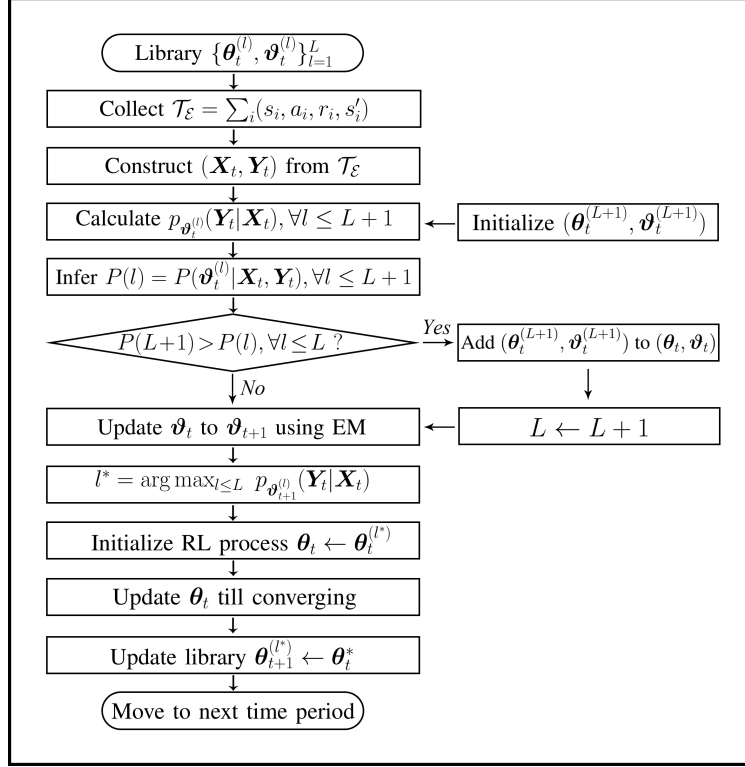 Library {𝜽_t^{(l)}, 𝝑_t^{(l)}}_{l=1}^L
Collect 𝒯_ℰ = ∑_i(s_i, a_i, r_i, s′_i)
Construct (𝑿_t, 𝒀_t) from 𝒯_ℰ
Calculate p_{𝝑_t^{(l)}}(𝒀_t|𝑿_t), ∀l ≤ L + 1
Initialize (𝜽_t^{(L+1)}, 𝝑_t^{(L+1)})
Infer P(l) = P(𝝑_t^{(l)}|𝑿_t, 𝒀_t), ∀l ≤ L + 1
P(L+1) > P(l), ∀l ≤ L ?
Yes
Add (𝜽_t^{(L+1)}, 𝝑_t^{(L+1)}) to (𝜽_t, 𝝑_t)
No
Update 𝝑_t to 𝝑_{t+1} using EM
L ← L + 1
l* = arg max_{l≤L} p_{𝝑_{t+1}^{(l)}}(𝒀_t|𝑿_t)
Initialize RL process 𝜽_t ← 𝜽_t^{(l*)}
Update 𝜽_t till converging
Update library 𝜽_{t+1}^{(l*)} ← 𝜽_t^*
Move to next time period